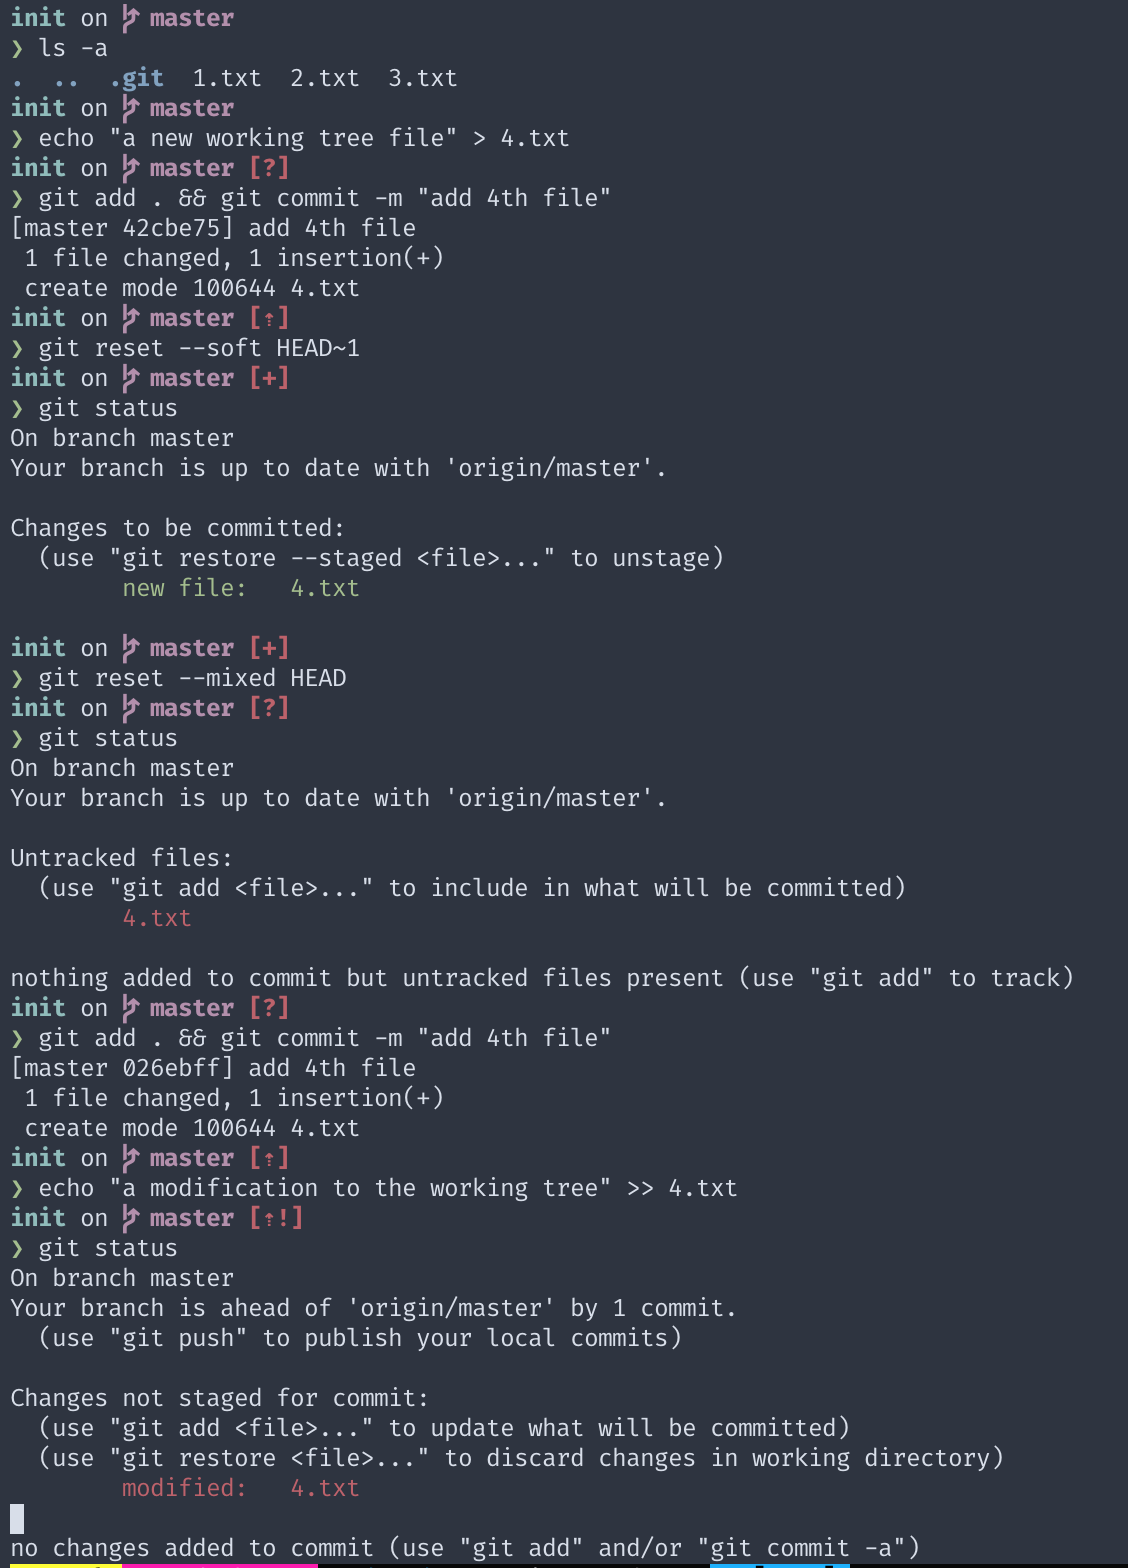 init on master
❯ ls -a
. .. .git 1.txt 2.txt 3.txt
init on master
❯ echo "a new working tree file" > 4.txt
init on master [?]
❯ git add . && git commit -m "add 4th file"
[master 42cbe75] add 4th file
 1 file changed, 1 insertion(+)
 create mode 100644 4.txt
init on master [⇡]
❯ git reset --soft HEAD~1
init on master [+]
❯ git status
On branch master
Your branch is up to date with 'origin/master'.

Changes to be committed:
  (use "git restore --staged <file>..." to unstage)
        new file:   4.txt

init on master [+]
❯ git reset --mixed HEAD
init on master [?]
❯ git status
On branch master
Your branch is up to date with 'origin/master'.

Untracked files:
  (use "git add <file>..." to include in what will be committed)
        4.txt

nothing added to commit but untracked files present (use "git add" to track)
init on master [?]
❯ git add . && git commit -m "add 4th file"
[master 026ebff] add 4th file
 1 file changed, 1 insertion(+)
 create mode 100644 4.txt
init on master [⇡]
❯ echo "a modification to the working tree" >> 4.txt
init on master [⇡!]
❯ git status
On branch master
Your branch is ahead of 'origin/master' by 1 commit.
  (use "git push" to publish your local commits)

Changes not staged for commit:
  (use "git add <file>..." to update what will be committed)
  (use "git restore <file>..." to discard changes in working directory)
        modified:   4.txt

no changes added to commit (use "git add" and/or "git commit -a")